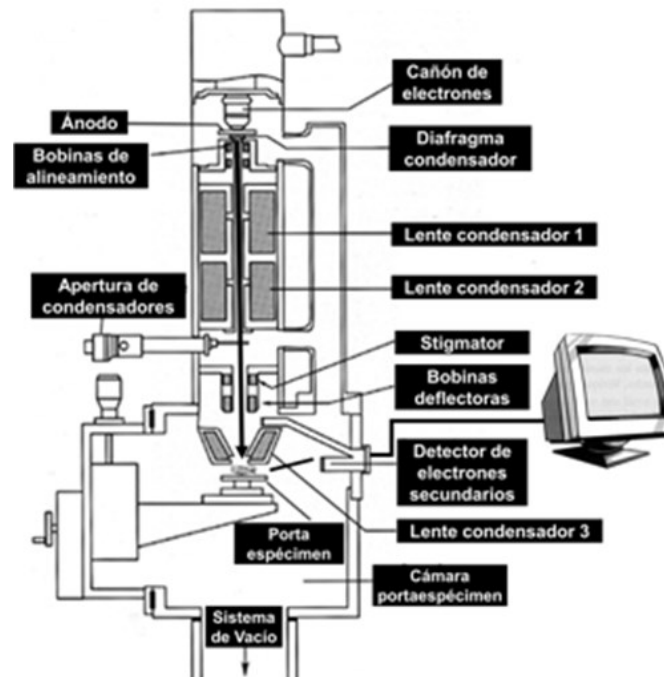 Cañón de
electrones
Ánodo
Diafragma
condensador
Bobinas de
alineamiento
Lente condensador 1
Apertura de
condensadores
Lente condensador 2
Stigmator
Bobinas
deflectoras
Detector de
electrones
secundarios
Lente condensador 3
Porta
espécimen
Cámara
portaespécimen
Sistema
de Vacío